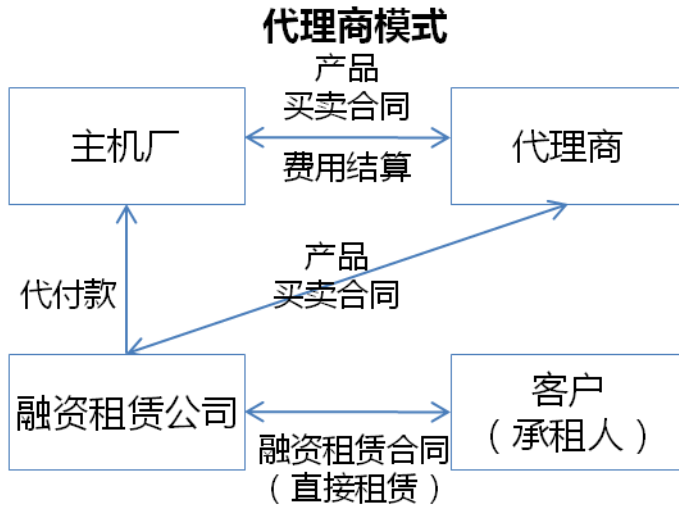 代理商模式
产品
买卖合同
主机厂
代理商
费用结算
产品
买卖合同
代付款
融资租赁公司
客户
（承租人）
融资租赁合同
（直接租赁）